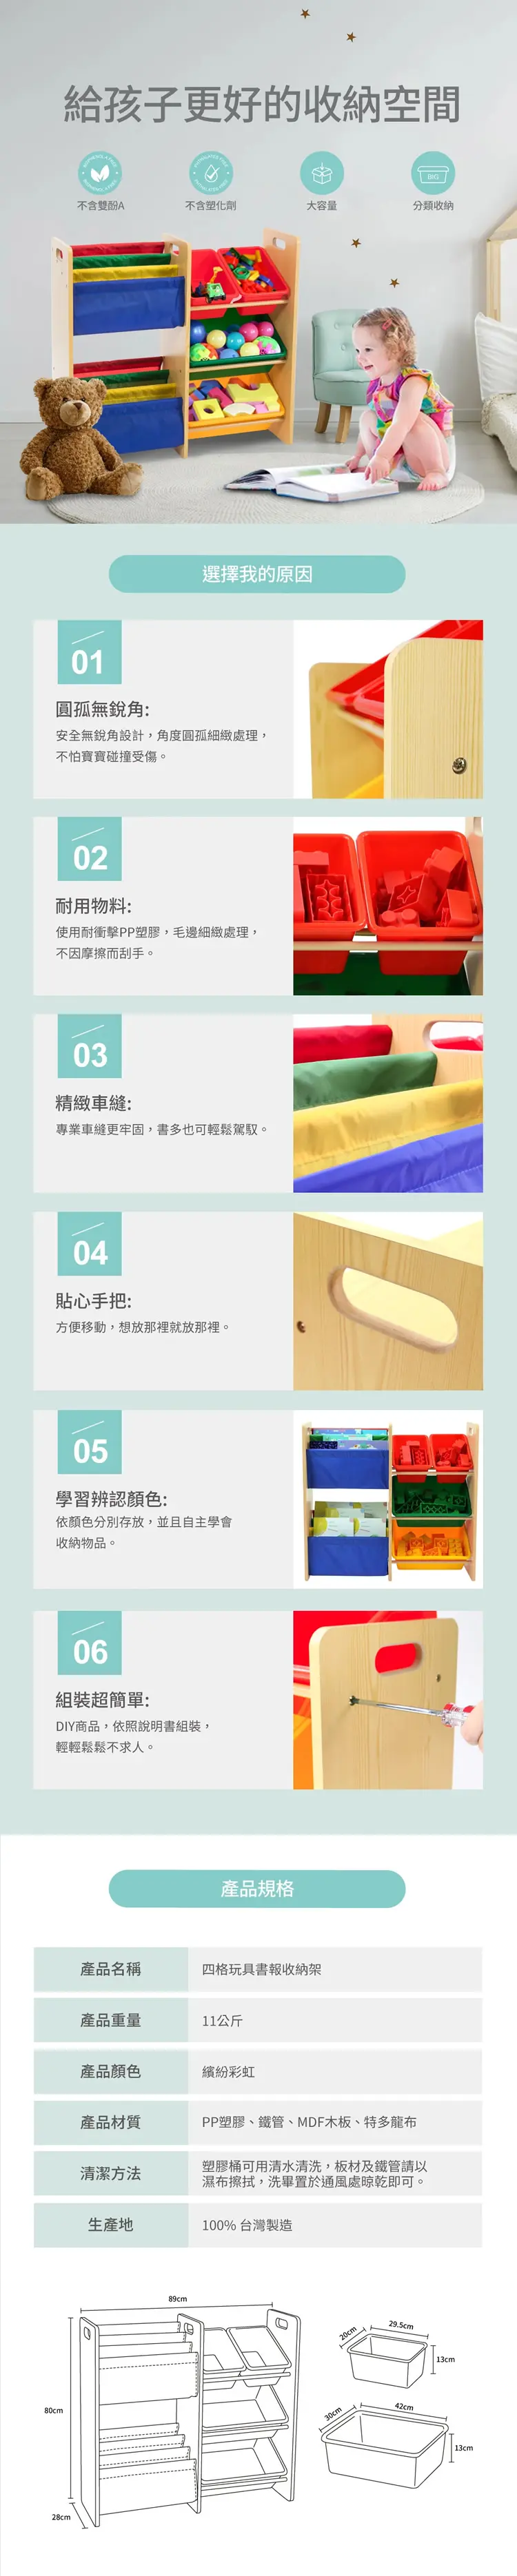 給孩子更好的收納空間
BIG
不含雙酚A
不含塑化劑
大容量
分類收納
選擇我的原因
01
圓孤無銳角:
安全無銳角設計，角度圓孤細緻處理，
不怕寶寶碰撞受傷。
02
耐用物料:
使用耐衝擊PP塑膠，毛邊細緻處理，
不因摩擦而刮手。
03
精緻車縫:
專業車縫更牢固，書多也可輕鬆駕馭。
04
貼心手把:
方便移動，想放那裡就放那裡。
05
學習辨認顏色:
依顏色分別存放，並且自主學會
收納物品。
06
組裝超簡單:
DIY商品，依照說明書組裝，
輕輕鬆鬆不求人。
產品規格
產品名稱
四格玩具書報收納架
產品重量
11公斤
產品顏色
繽紛彩虹
產品材質
PP塑膠、鐵管、MDF木板、特多龍布
清潔方法
塑膠桶可用清水清洗，板材及鐵管請以
濕布擦拭，洗畢置於通風處晾乾即可。
生產地
100% 台灣製造
89cm
80cm
28cm
20cm
29.5cm
13cm
30cm
42cm
13cm